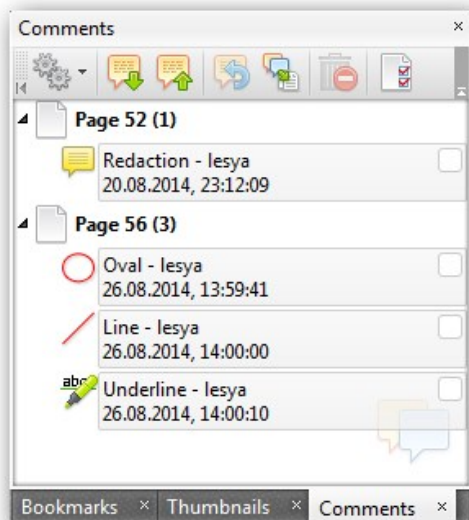 Comments
Page 52 (1)
Redaction - lesya
20.08.2014, 23:12:09
Page 56 (3)
Oval - lesya
26.08.2014, 13:59:41
Line - lesya
26.08.2014, 14:00:00
abc
Underline - lesya
26.08.2014, 14:00:10
Bookmarks
Thumbnails
Comments